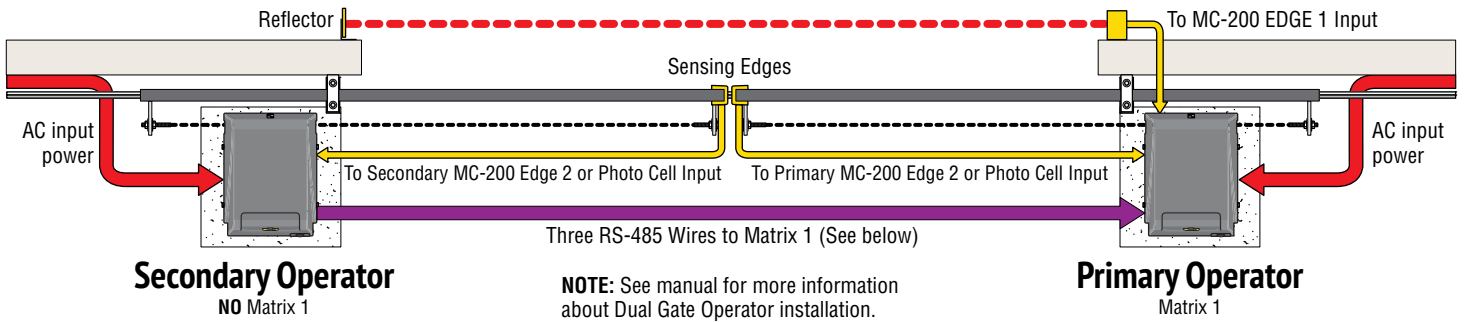 Reflector
To MC-200 EDGE 1 Input
Sensing Edges
AC input
power
AC input
power
To Secondary MC-200 Edge 2 or Photo Cell Input
To Primary MC-200 Edge 2 or Photo Cell Input
Three RS-485 Wires to Matrix 1 (See below)
Secondary Operator
NO Matrix 1
NOTE: See manual for more information
about Dual Gate Operator installation.
Primary Operator
Matrix 1